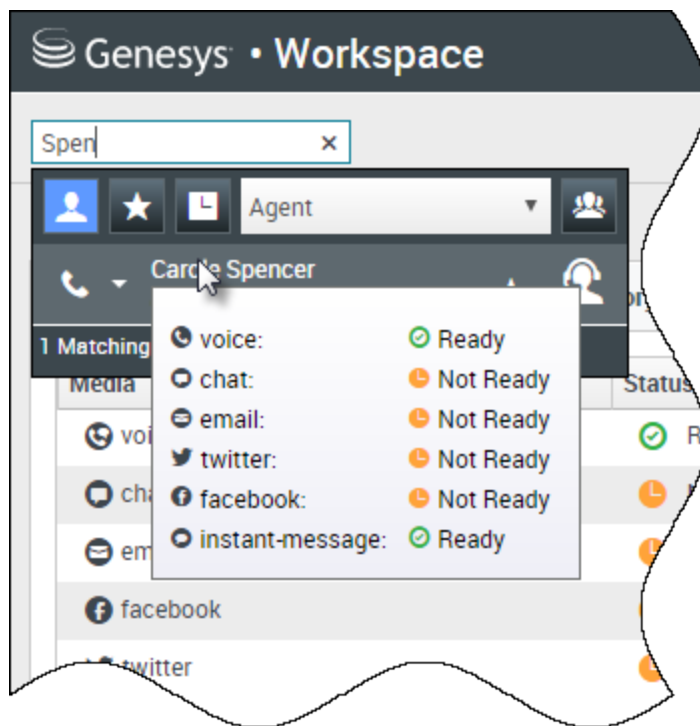 Genesys • Workspace
Spen
Agent
Carole Spencer
1 Matching
voice: Ready
chat: Not Ready
email: Not Ready
twitter: Not Ready
facebook: Not Ready
instant-message: Ready
Media Status
facebook
twitter